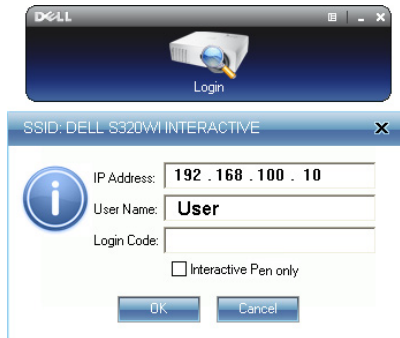 DELL
Login
SSID: DELL S320WI INTERACTIVE
IP Address: 192 . 168 . 100 . 10
User Name: User
Login Code:
Interactive Pen only
OK Cancel